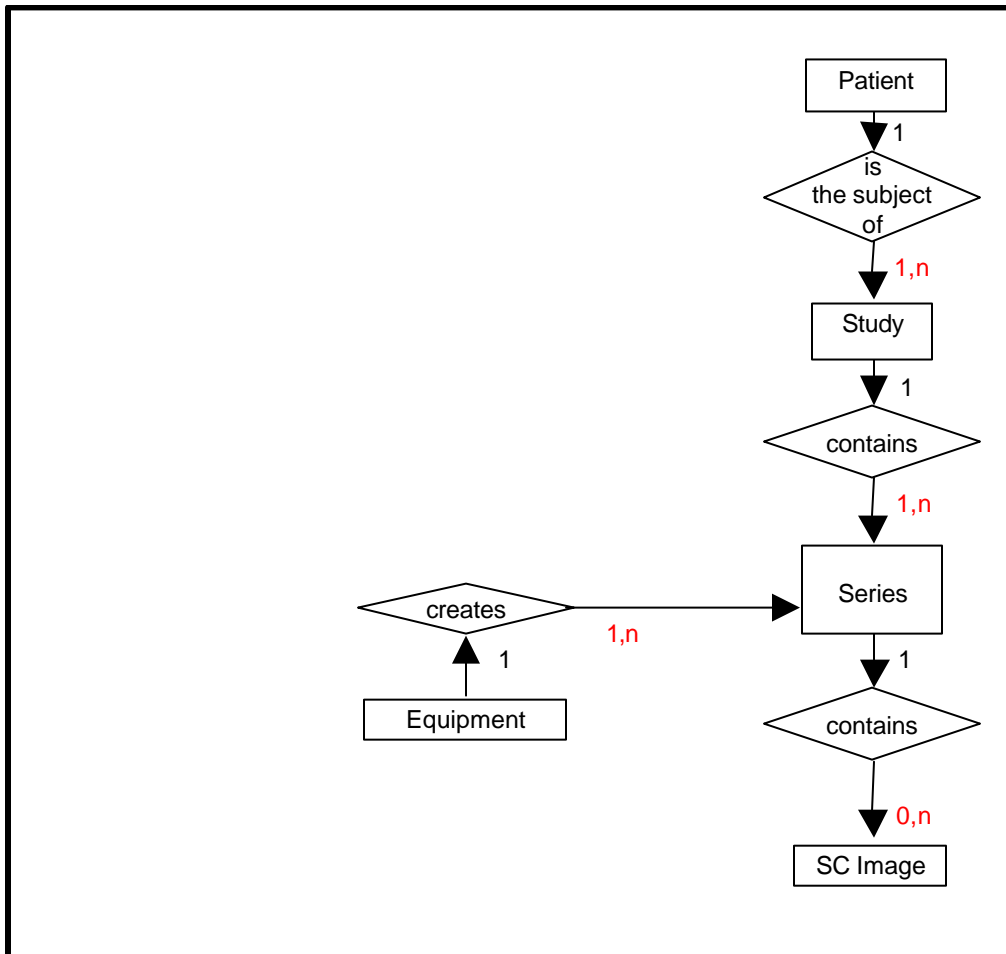 Patient
1
is
the subject
of
1,n
Study
1
contains
1,n
Series
creates
1,n
1
1
Equipment
contains
0,n
SC Image